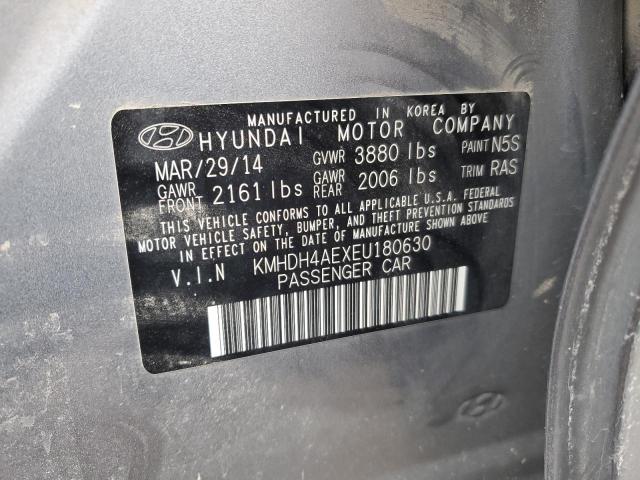 MANUFACTURED IN KOREA BY
HYUNDAI MOTOR COMPANY
MAR/29/14 GVWR 3880 lbs PAINT N5S
GAWR FRONT 2161 lbs GAWR REAR 2006 lbs TRIM RAS
THIS VEHICLE CONFORMS TO ALL APPLICABLE U.S.A. FEDERAL
MOTOR VEHICLE SAFETY, BUMPER, AND THEFT PREVENTION STANDARDS
IN EFFECT ON THE DATE OF MANUFACTURE SHOWN ABOVE.
V.I.N KMHDH4AEXEU180630
PASSENGER CAR